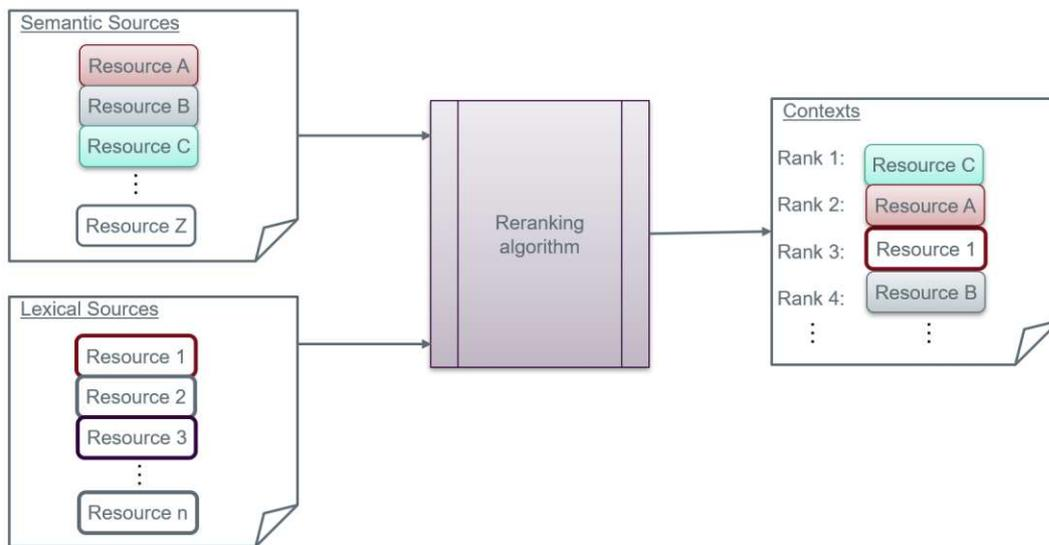 Semantic Sources
Resource A
Resource B
Resource C
⋮
Resource Z
Lexical Sources
Resource 1
Resource 2
Resource 3
⋮
Resource n
Reranking
algorithm
Contexts
Rank 1: Resource C
Rank 2: Resource A
Rank 3: Resource 1
Rank 4: Resource B
⋮ ⋮